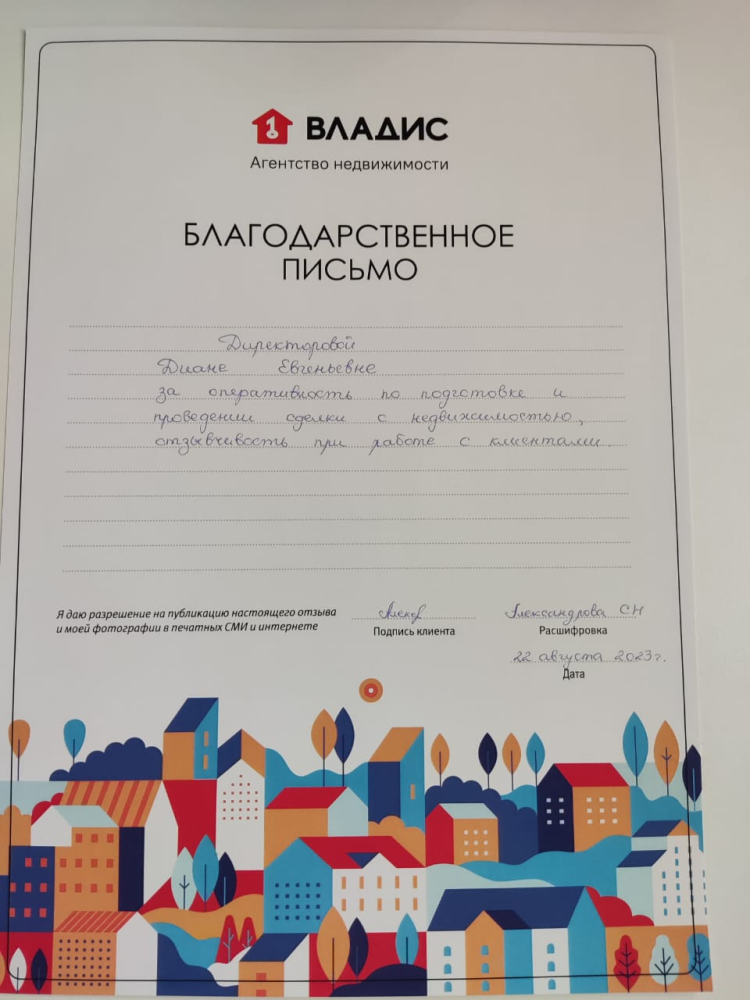 ВЛАДИС
Агентство недвижимости
БЛАГОДАРСТВЕННОЕ
ПИСЬМО
Директоровой
Диане Евгеньевне
за оперативность по подготовке и
проведении сделки с недвижимостью,
отзывчивость при работе с клиентами.
Я даю разрешение на публикацию настоящего отзыва
и моей фотографии в печатных СМИ и интернете
Подпись клиента
Александрова СН
Расшифровка
22 августа 2023г.
Дата